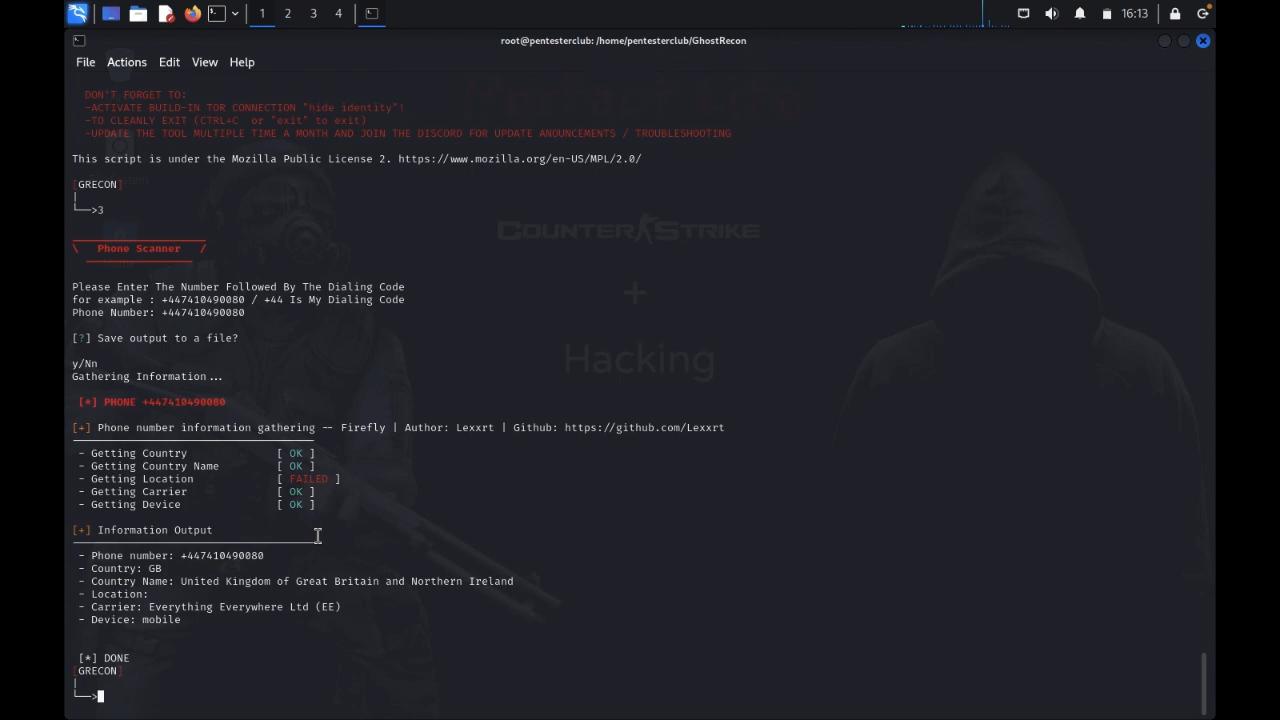 1 2 3 4
16:13
root@pentesterclub: /home/pentesterclub/GhostRecon
File Actions Edit View Help
DON'T FORGET TO:
-ACTIVATE BUILD-IN TOR CONNECTION "hide identity"!
-TO CLEANLY EXIT (CTRL+C or "exit" to exit)
-UPDATE THE TOOL MULTIPLE TIME A MONTH AND JOIN THE DISCORD FOR UPDATE ANOUNCEMENTS / TROUBLESHOOTING
This script is under the Mozilla Public License 2. https://www.mozilla.org/en-US/MPL/2.0/
[GRECON]
|
└──>3
\ Phone Scanner /
Please Enter The Number Followed By The Dialing Code
for example : +447410490080 / +44 Is My Dialing Code
Phone Number: +447410490080
[?] Save output to a file?
y/Nn
Gathering Information...
[*] PHONE +447410490080
[+] Phone number information gathering -- Firefly | Author: Lexxrt | Github: https://github.com/Lexxrt
- Getting Country [ OK ]
- Getting Country Name [ OK ]
- Getting Location [ FAILED ]
- Getting Carrier [ OK ]
- Getting Device [ OK ]
[+] Information Output
- Phone number: +447410490080
- Country: GB
- Country Name: United Kingdom of Great Britain and Northern Ireland
- Location:
- Carrier: Everything Everywhere Ltd (EE)
- Device: mobile
[*] DONE
[GRECON]
|
└──>
COUNTER STRIKE
+
Hacking